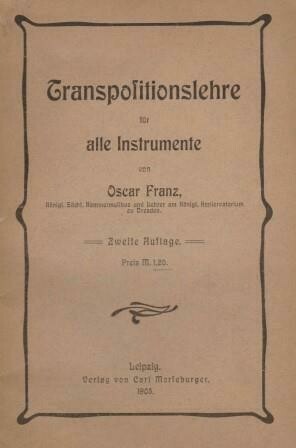 Transpoſitionslehre
für
alle Instrumente
von
Oscar Franz,
Königl. Sächſ. Kammermuſikus und Lehrer am Königl. Konſervatorium
zu Dresden.
Zweite Auflage.
Preis M. 1,20.
Leipzig.
Verlag von Carl Merſeburger.
1905.